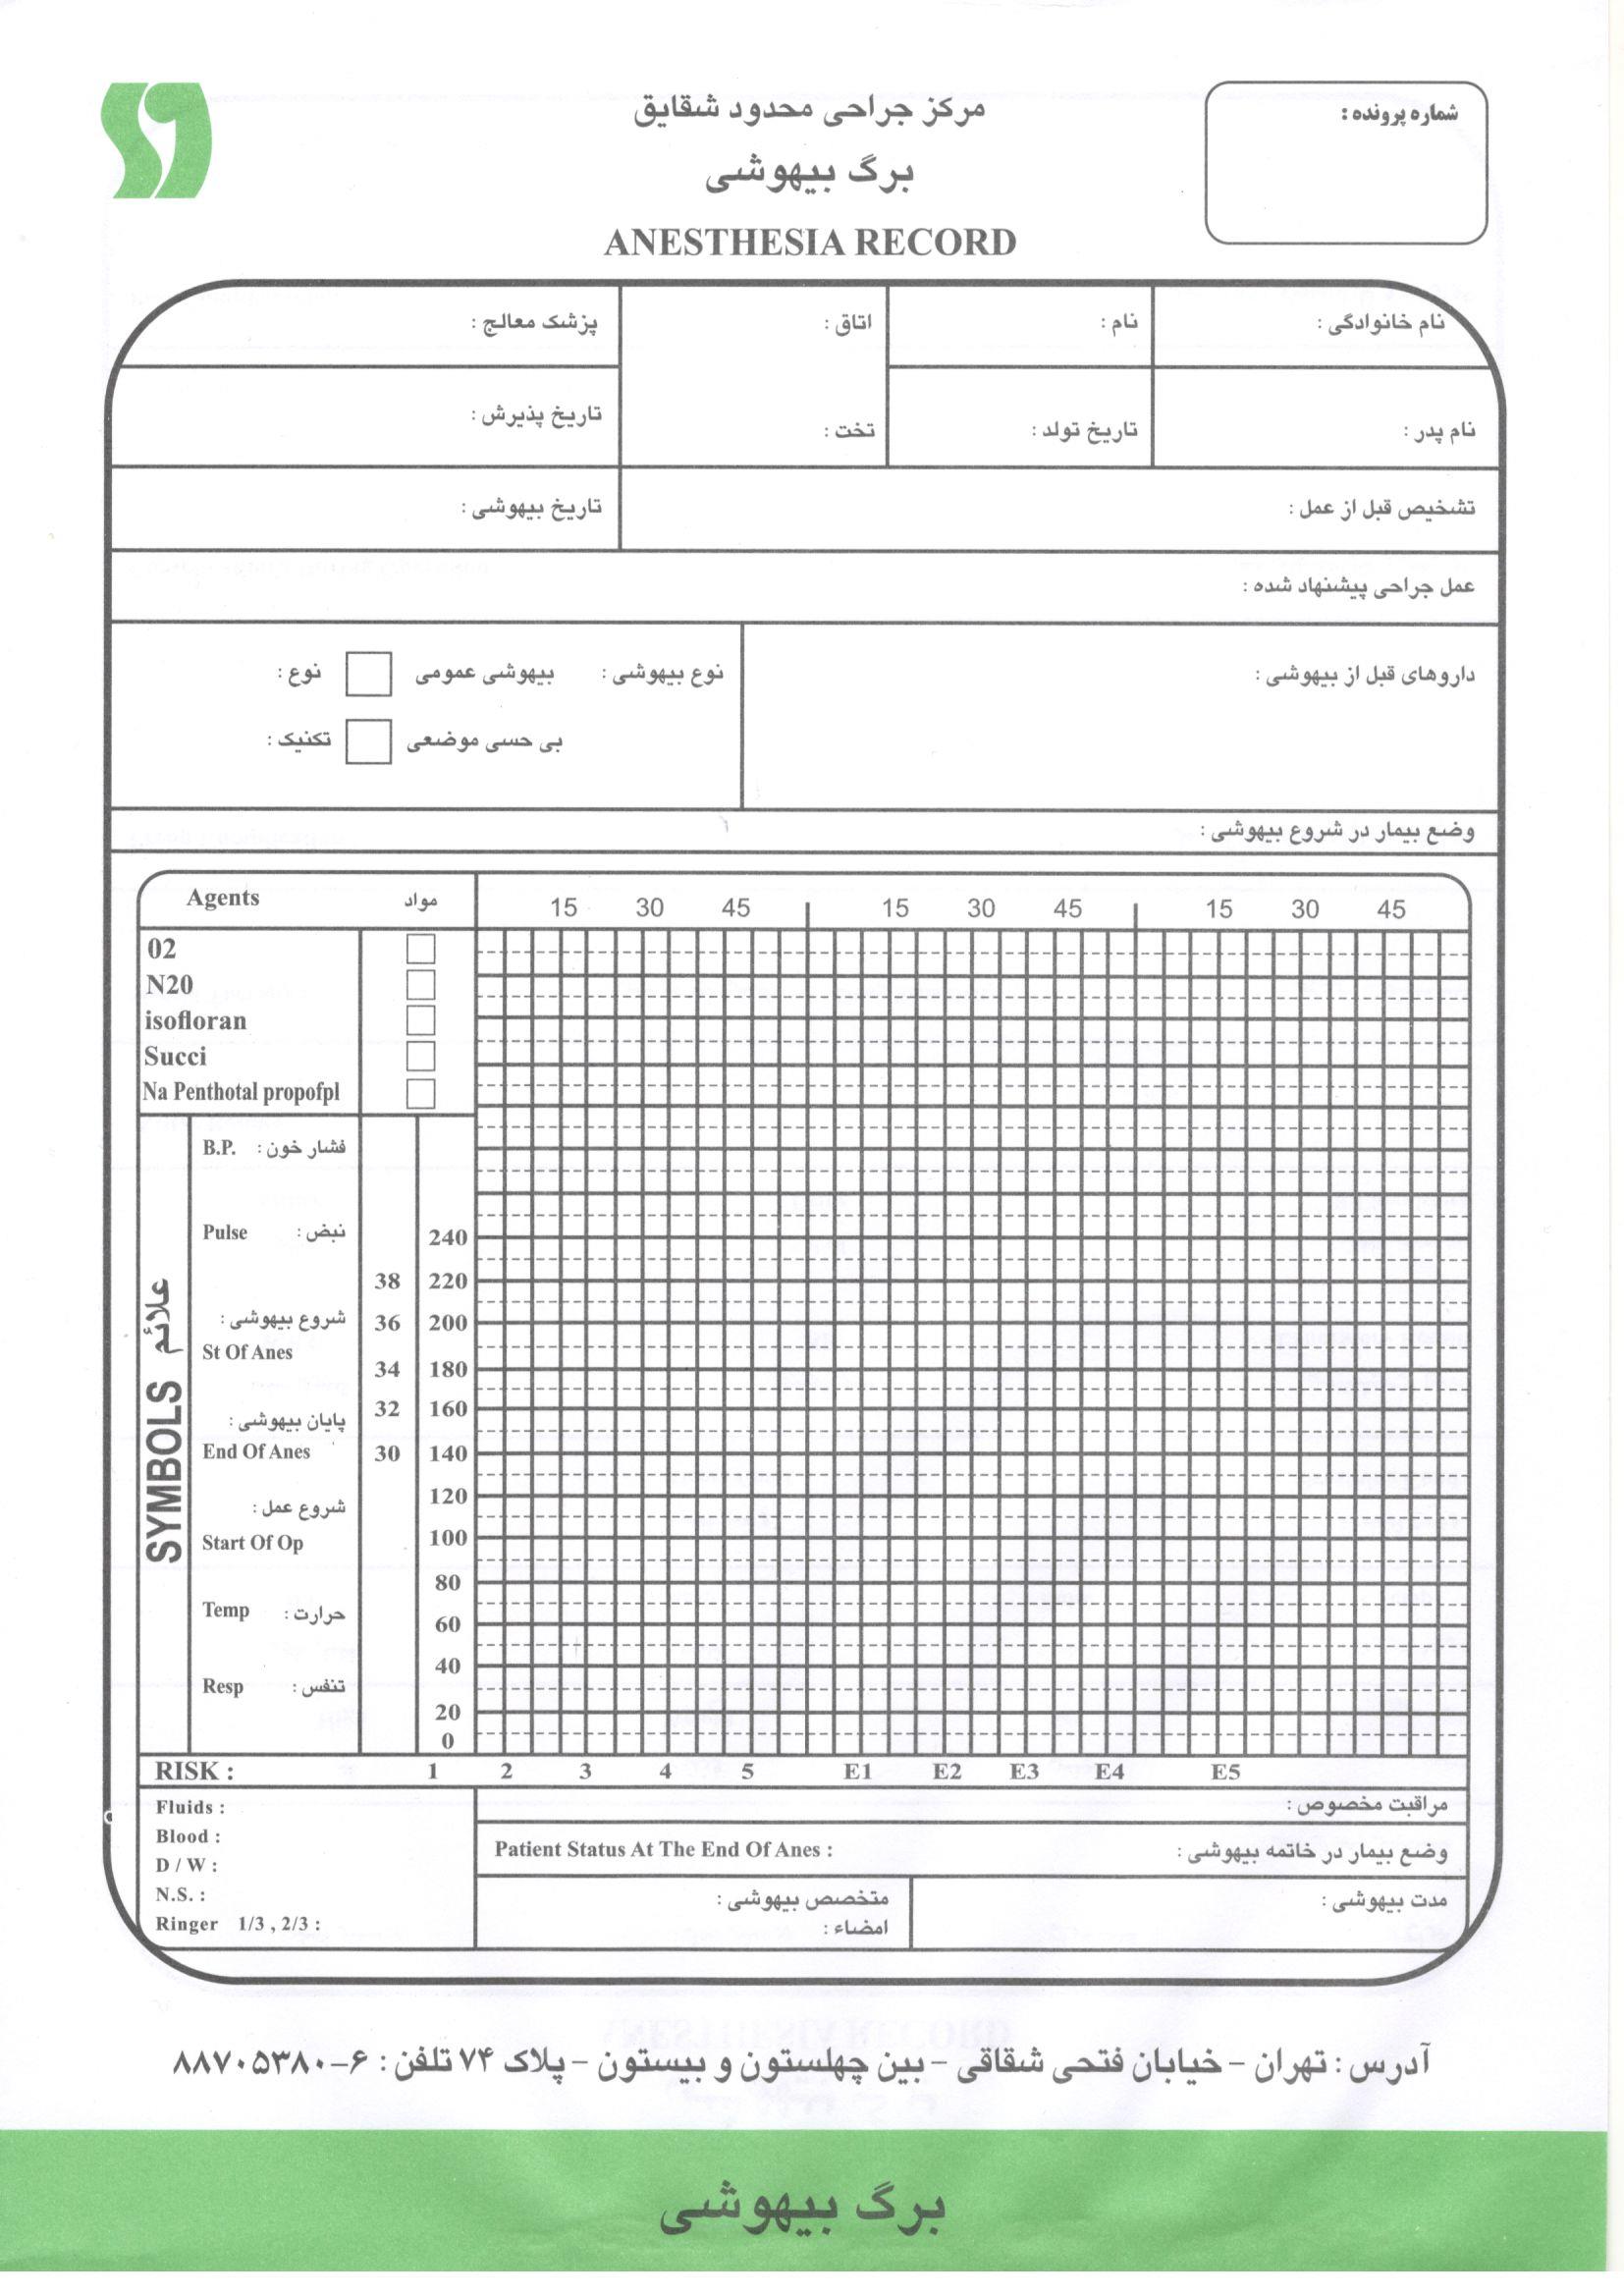 شماره پرونده :
مرکز جراحی محدود شقایق
برگ بیهوشی
ANESTHESIA RECORD
نام خانوادگی : نام : اتاق : پزشک معالج :
نام پدر : تاریخ تولد : تخت : تاریخ پذیرش :
تشخیص قبل از عمل : تاریخ بیهوشی :
عمل جراحی پیشنهاد شده :
داروهای قبل از بیهوشی : نوع بیهوشی : بیهوشی عمومی نوع :
بی حسی موضعی تکنیک :
وضع بیمار در شروع بیهوشی :
Agents مواد 15 30 45 15 30 45 15 30 45
02
N20
isofloran
Succi
Na Penthotal propofpl
SYMBOLS علائم
B.P. فشار خون :
Pulse نبض : 240
38 220
شروع بیهوشی : 36 200
St Of Anes
34 180
پایان بیهوشی : 32 160
End Of Anes 30 140
شروع عمل : 120
Start Of Op 100
80
Temp حرارت : 60
40
Resp تنفس :
20
0
RISK : 1 2 3 4 5 E1 E2 E3 E4 E5
Fluids :
Blood :
D / W :
N.S. :
Ringer 1/3 , 2/3 :
مراقبت مخصوص :
Patient Status At The End Of Anes : وضع بیمار در خاتمه بیهوشی :
مدت بیهوشی : متخصص بیهوشی :
امضاء :
آدرس : تهران - خیابان فتحی شقاقی - بین چهلستون و بیستون - پلاک ۷۴ تلفن : ۶-۸۸۷۰۵۳۸۰
برگ بیهوشی